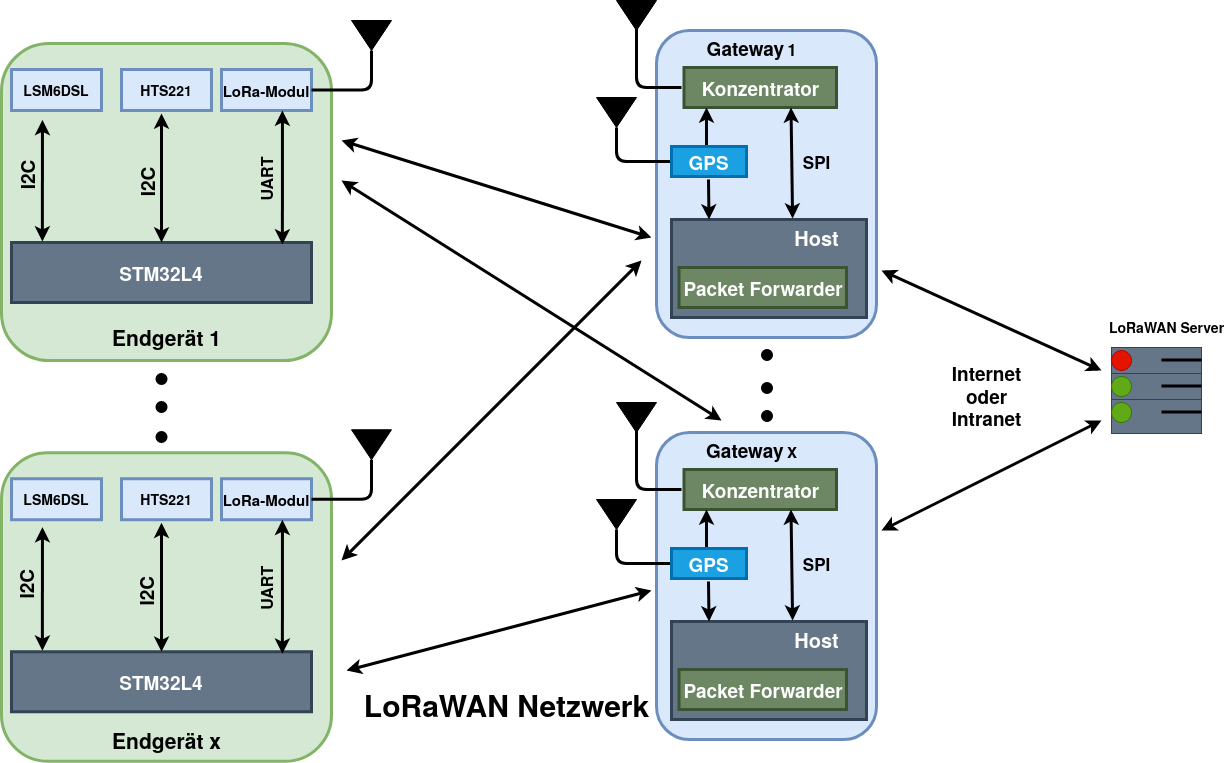 LSM6DSL
HTS221
LoRa-Modul
I2C
I2C
UART
STM32L4
Endgerät 1
LSM6DSL
HTS221
LoRa-Modul
I2C
I2C
UART
STM32L4
Endgerät x
Gateway 1
Konzentrator
GPS
SPI
Host
Packet Forwarder
Gateway x
Konzentrator
GPS
SPI
Host
Packet Forwarder
LoRaWAN Netzwerk
Internet
oder
Intranet
LoRaWAN Server